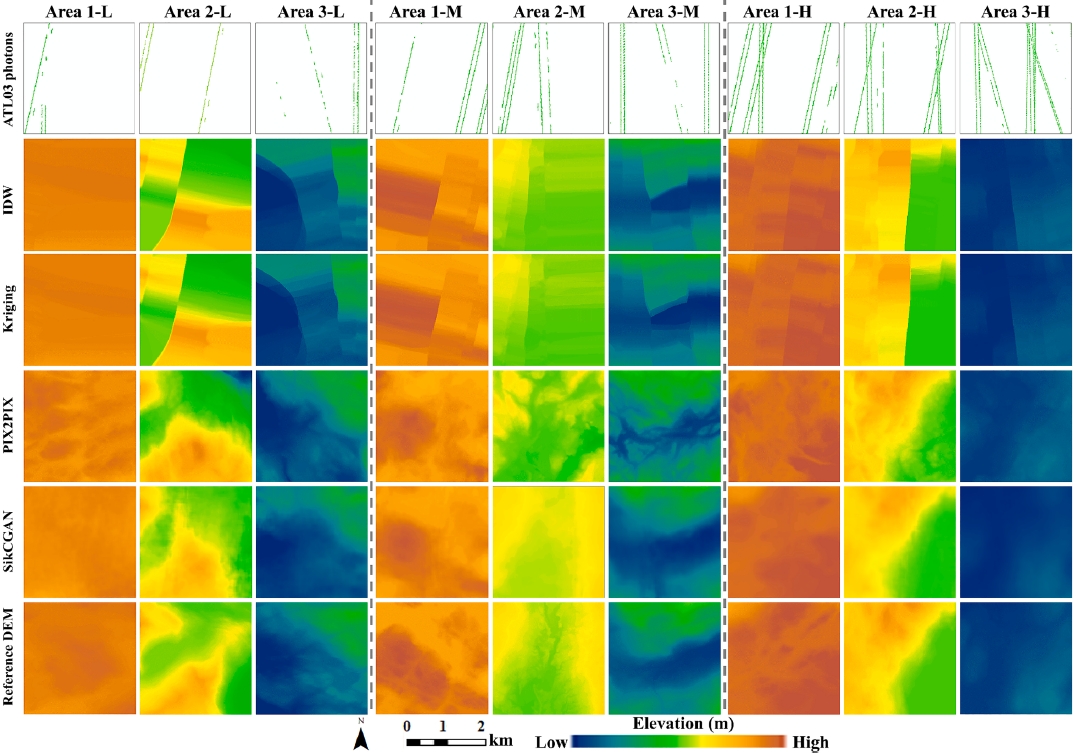 Area 1-L Area 2-L Area 3-L Area 1-M Area 2-M Area 3-M Area 1-H Area 2-H Area 3-H
ATL03 photons
IDW
Kriging
PIX2PIX
SikCGAN
Reference DEM
N
0 1 2 km
Elevation (m)
Low High